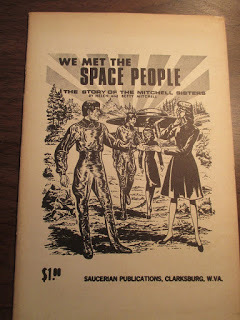 WE MET THE
SPACE PEOPLE
THE STORY OF THE MITCHELL SISTERS
BY HELEN AND BETTY MITCHELL
$1.00
SAUCERIAN PUBLICATIONS, CLARKSBURG, W.VA.